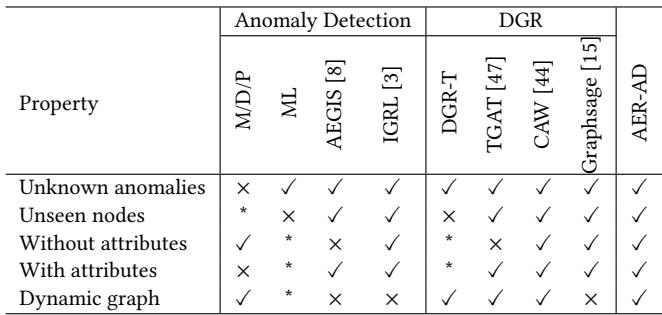 Anomaly Detection DGR
Property M/D/P ML AEGIS [8] IGRL [3] DGR-T TGAT [47] CAW [44] Graphsage [15] AER-AD
Unknown anomalies × ✓ ✓ ✓ ✓ ✓ ✓ ✓ ✓
Unseen nodes * × ✓ ✓ × ✓ ✓ ✓ ✓
Without attributes ✓ * × ✓ * × ✓ ✓ ✓
With attributes × * ✓ ✓ * ✓ ✓ ✓ ✓
Dynamic graph ✓ * × × ✓ ✓ ✓ × ✓